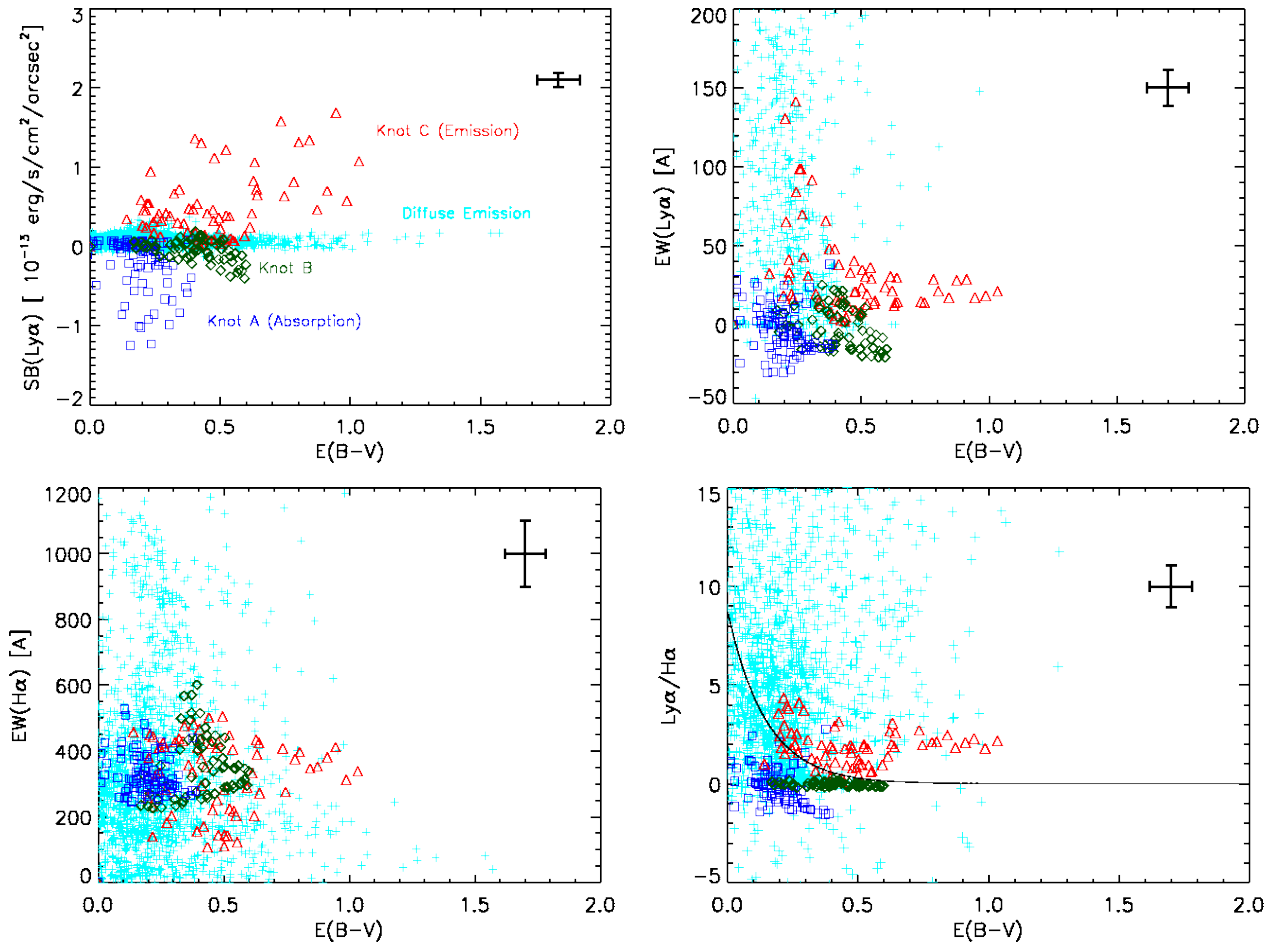 3
2
1
0
-1
-2
SB(Lyα) [ 10⁻¹³ erg/s/cm²/arcsec²]
Knot C (Emission)
Diffuse Emission
Knot B
Knot A (Absorption)
0.0 0.5 1.0 1.5 2.0
E(B-V)
200
150
100
50
0
-50
EW(Lyα) [A]
0.0 0.5 1.0 1.5 2.0
E(B-V)
1200
1000
800
600
400
200
0
EW(Hα) [A]
0.0 0.5 1.0 1.5 2.0
E(B-V)
15
10
5
0
-5
Lyα/Hα
0.0 0.5 1.0 1.5 2.0
E(B-V)